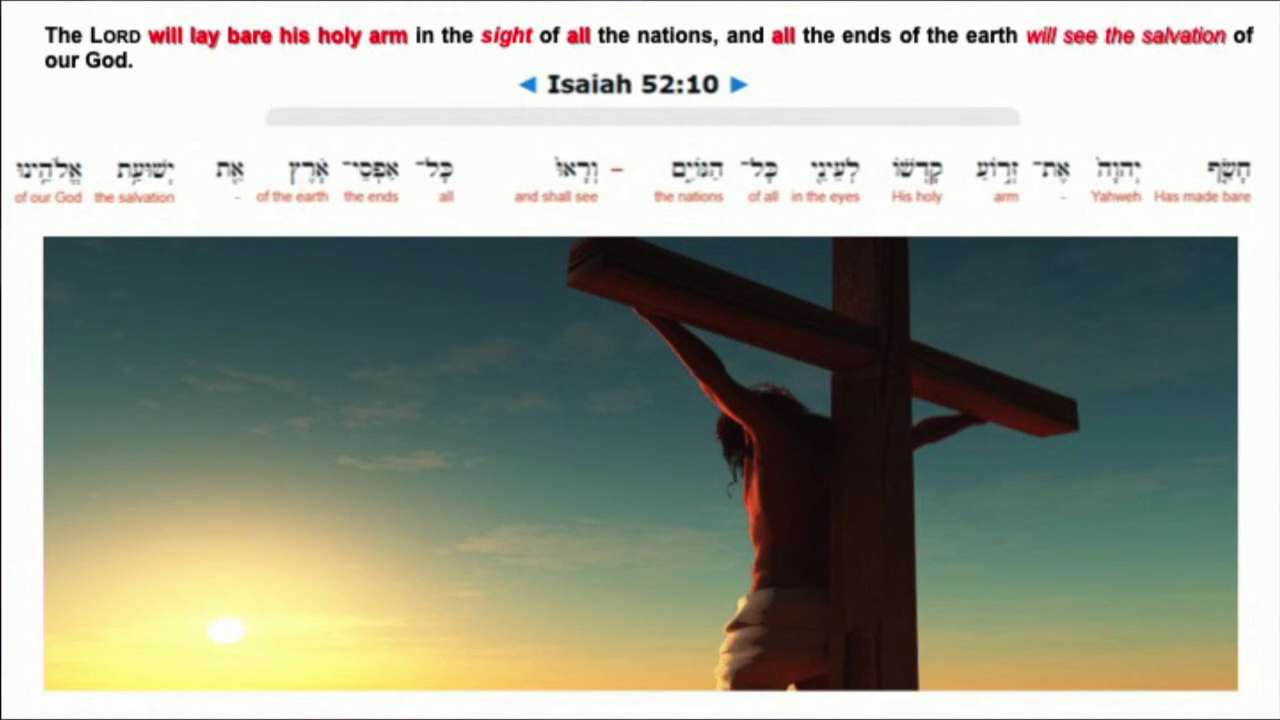 The LORD will lay bare his holy arm in the sight of all the nations, and all the ends of the earth will see the salvation of
our God.
◄ Isaiah 52:10 ►
חָשַׂ֤ף יְהוָה֙ אֶת־ זְר֣וֹעַ קָדְשׁ֔וֹ לְעֵינֵ֖י כָּל־ הַגּוֹיִ֑ם – וְרָאוּ֙ כָּל־ אַפְסֵי־ אָ֔רֶץ אֵ֖ת יְשׁוּעַ֥ת אֱלֹהֵֽינוּ
of our God the salvation - of the earth the ends all and shall see the nations of all in the eyes His holy arm - Yahweh Has made bare